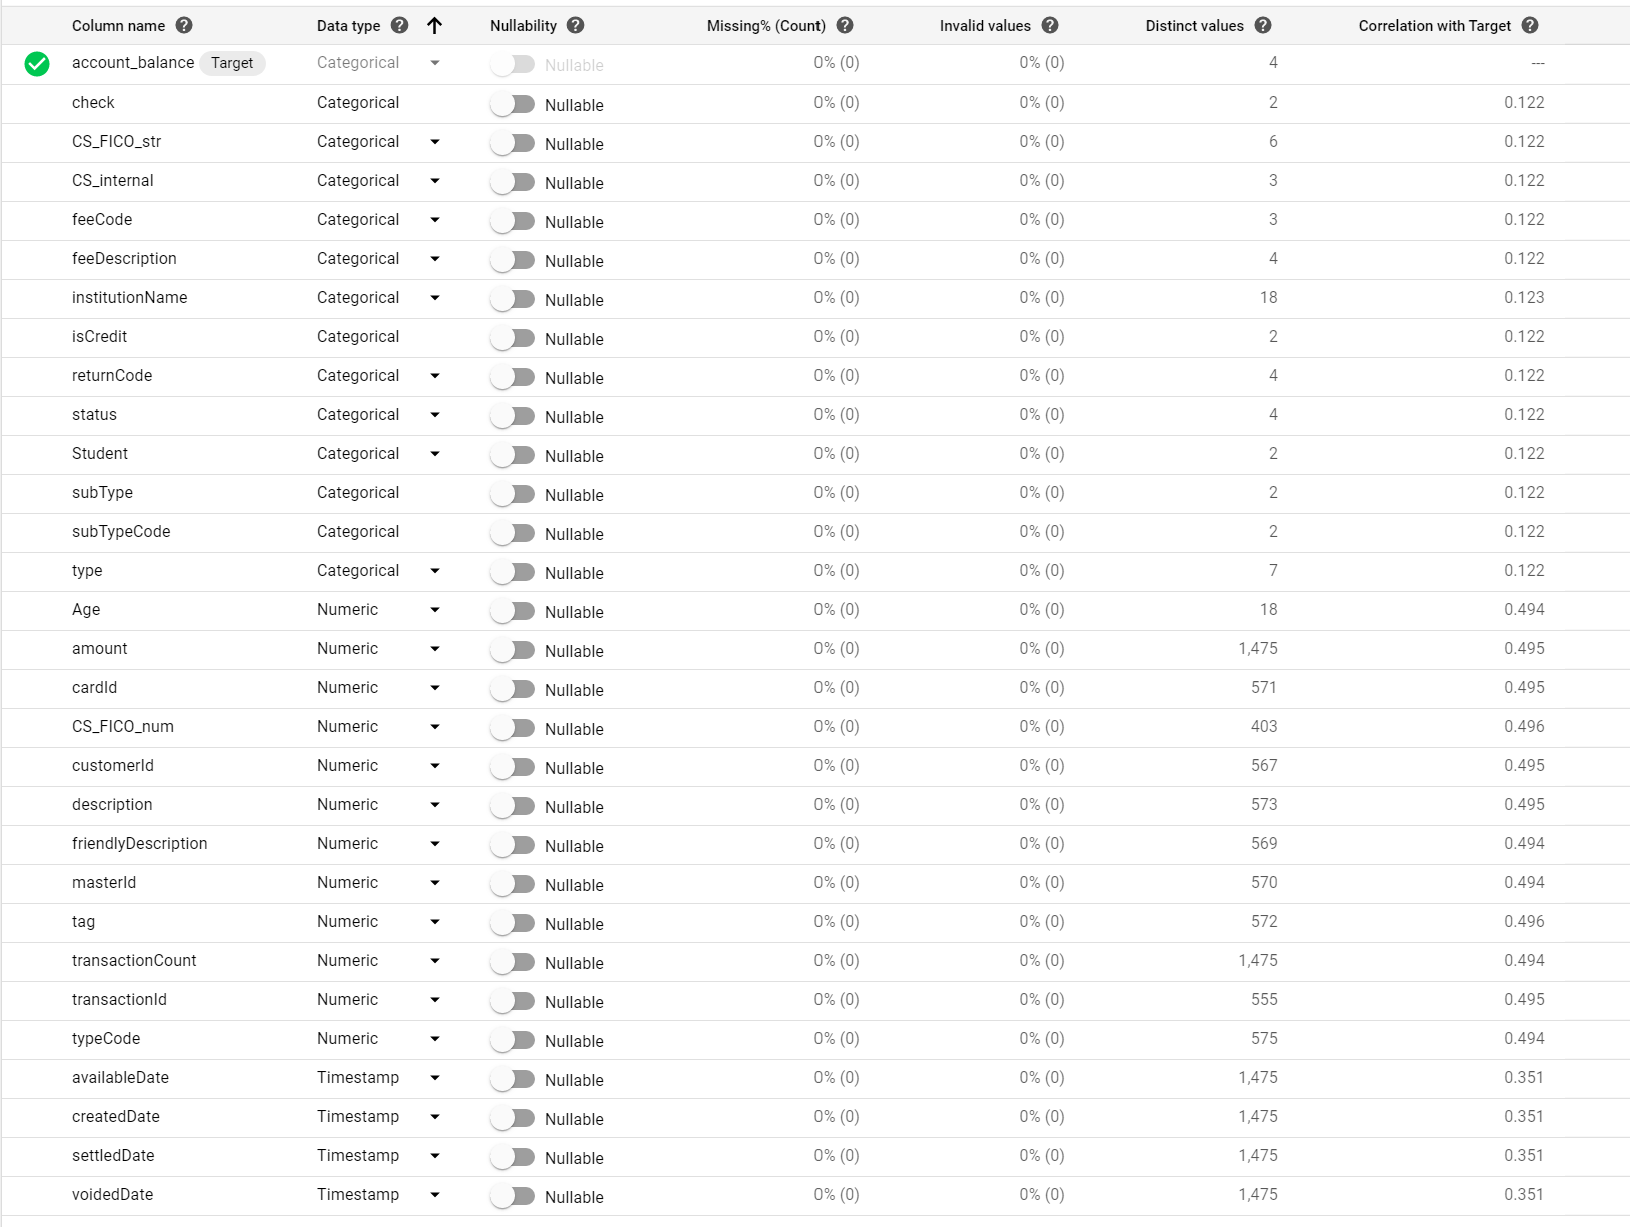 Column name Data type Nullability Missing% (Count) Invalid values Distinct values Correlation with Target
account_balance Target Categorical Nullable 0% (0) 0% (0) 4 ---
check Categorical Nullable 0% (0) 0% (0) 2 0.122
CS_FICO_str Categorical Nullable 0% (0) 0% (0) 6 0.122
CS_internal Categorical Nullable 0% (0) 0% (0) 3 0.122
feeCode Categorical Nullable 0% (0) 0% (0) 3 0.122
feeDescription Categorical Nullable 0% (0) 0% (0) 4 0.122
institutionName Categorical Nullable 0% (0) 0% (0) 18 0.123
isCredit Categorical Nullable 0% (0) 0% (0) 2 0.122
returnCode Categorical Nullable 0% (0) 0% (0) 4 0.122
status Categorical Nullable 0% (0) 0% (0) 4 0.122
Student Categorical Nullable 0% (0) 0% (0) 2 0.122
subType Categorical Nullable 0% (0) 0% (0) 2 0.122
subTypeCode Categorical Nullable 0% (0) 0% (0) 2 0.122
type Categorical Nullable 0% (0) 0% (0) 7 0.122
Age Numeric Nullable 0% (0) 0% (0) 18 0.494
amount Numeric Nullable 0% (0) 0% (0) 1,475 0.495
cardId Numeric Nullable 0% (0) 0% (0) 571 0.495
CS_FICO_num Numeric Nullable 0% (0) 0% (0) 403 0.496
customerId Numeric Nullable 0% (0) 0% (0) 567 0.495
description Numeric Nullable 0% (0) 0% (0) 573 0.495
friendlyDescription Numeric Nullable 0% (0) 0% (0) 569 0.494
masterId Numeric Nullable 0% (0) 0% (0) 570 0.494
tag Numeric Nullable 0% (0) 0% (0) 572 0.496
transactionCount Numeric Nullable 0% (0) 0% (0) 1,475 0.494
transactionId Numeric Nullable 0% (0) 0% (0) 555 0.495
typeCode Numeric Nullable 0% (0) 0% (0) 575 0.494
availableDate Timestamp Nullable 0% (0) 0% (0) 1,475 0.351
createdDate Timestamp Nullable 0% (0) 0% (0) 1,475 0.351
settledDate Timestamp Nullable 0% (0) 0% (0) 1,475 0.351
voidedDate Timestamp Nullable 0% (0) 0% (0) 1,475 0.351